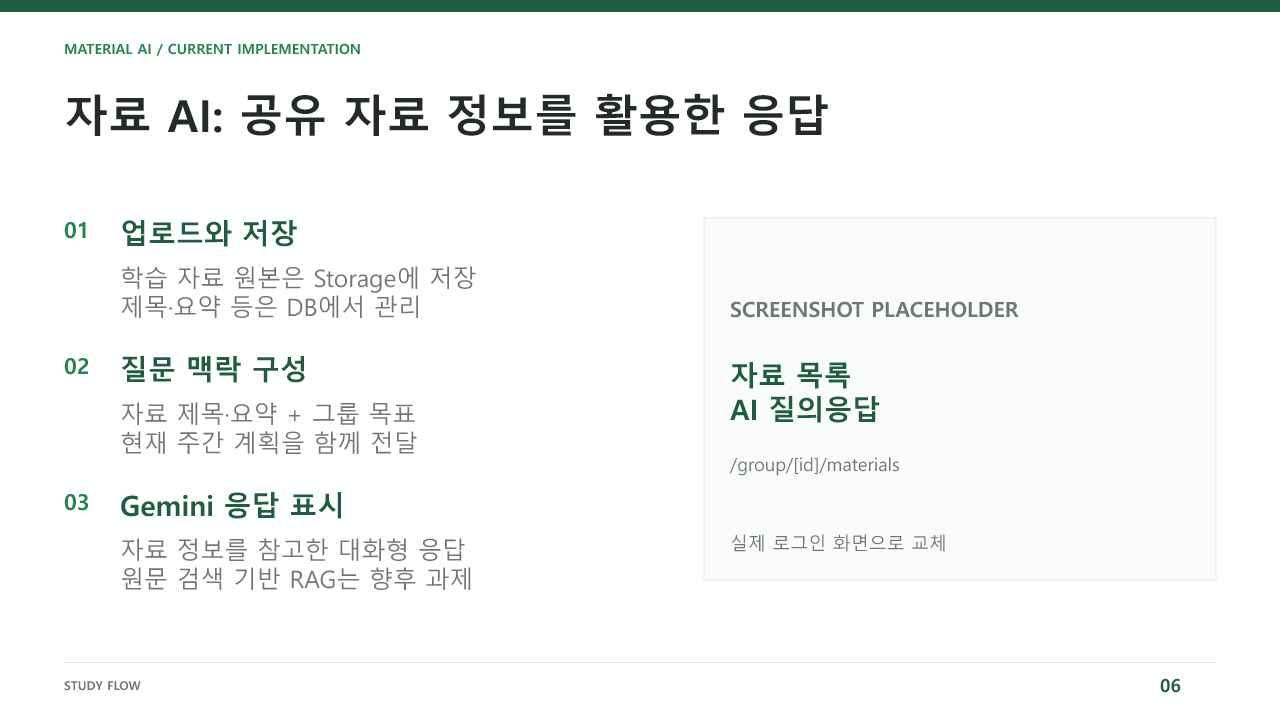 MATERIAL AI / CURRENT IMPLEMENTATION
자료 AI: 공유 자료 정보를 활용한 응답
01 업로드와 저장
학습 자료 원본은 Storage에 저장
제목·요약 등은 DB에서 관리
02 질문 맥락 구성
자료 제목·요약 + 그룹 목표
현재 주간 계획을 함께 전달
03 Gemini 응답 표시
자료 정보를 참고한 대화형 응답
원문 검색 기반 RAG는 향후 과제
SCREENSHOT PLACEHOLDER
자료 목록
AI 질의응답
/group/[id]/materials
실제 로그인 화면으로 교체
STUDY FLOW
06